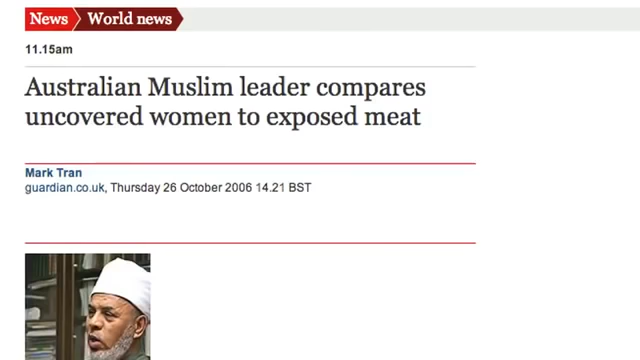 News World news
11.15am
Australian Muslim leader compares
uncovered women to exposed meat
Mark Tran
guardian.co.uk, Thursday 26 October 2006 14.21 BST